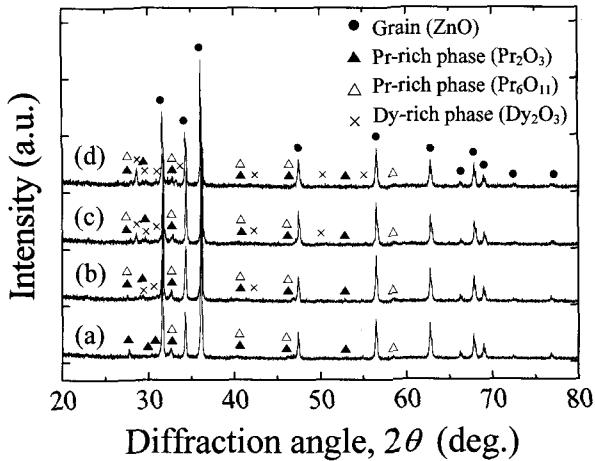 ● Grain (ZnO)
▲ Pr-rich phase (Pr₂O₃)
△ Pr-rich phase (Pr₆O₁₁)
× Dy-rich phase (Dy₂O₃)
Intensity (a.u.)
(d)
(c)
(b)
(a)
20 30 40 50 60 70 80
Diffraction angle, 2θ (deg.)